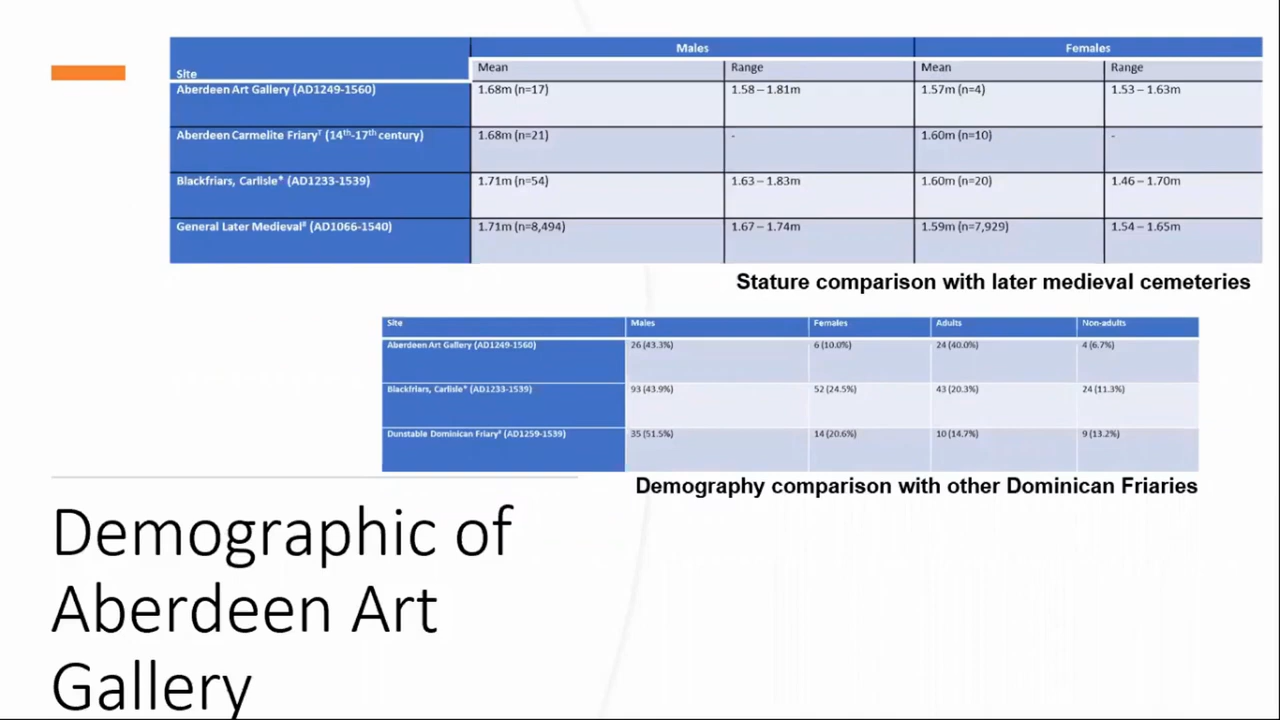 Males Females
Site Mean Range Mean Range
Aberdeen Art Gallery (AD1249-1560) 1.68m (n=17) 1.58 – 1.81m 1.57m (n=4) 1.53 – 1.63m
Aberdeen Carmelite Friary† (14th-17th century) 1.68m (n=21) - 1.60m (n=10) -
Blackfriars, Carlisle* (AD1233-1539) 1.71m (n=54) 1.63 – 1.83m 1.60m (n=20) 1.46 – 1.70m
General Later Medieval# (AD1066-1540) 1.71m (n=8,494) 1.67 – 1.74m 1.59m (n=7,929) 1.54 – 1.65m
Stature comparison with later medieval cemeteries
Site Males Females Adults Non-adults
Aberdeen Art Gallery (AD1249-1560) 26 (43.3%) 6 (10.0%) 24 (40.0%) 4 (6.7%)
Blackfriars, Carlisle* (AD1233-1539) 93 (43.9%) 52 (24.5%) 43 (20.3%) 24 (11.3%)
Dunstable Dominican Friary# (AD1259-1539) 35 (51.5%) 14 (20.6%) 10 (14.7%) 9 (13.2%)
Demography comparison with other Dominican Friaries
Demographic of
Aberdeen Art
Gallery